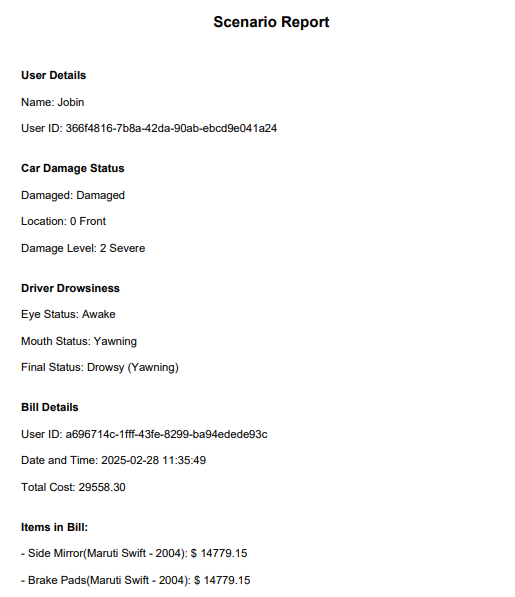 Scenario Report
User Details
Name: Jobin
User ID: 366f4816-7b8a-42da-90ab-ebcd9e041a24
Car Damage Status
Damaged: Damaged
Location: 0 Front
Damage Level: 2 Severe
Driver Drowsiness
Eye Status: Awake
Mouth Status: Yawning
Final Status: Drowsy (Yawning)
Bill Details
User ID: a696714c-1fff-43fe-8299-ba94edede93c
Date and Time: 2025-02-28 11:35:49
Total Cost: 29558.30
Items in Bill:
- Side Mirror(Maruti Swift - 2004): $ 14779.15
- Brake Pads(Maruti Swift - 2004): $ 14779.15